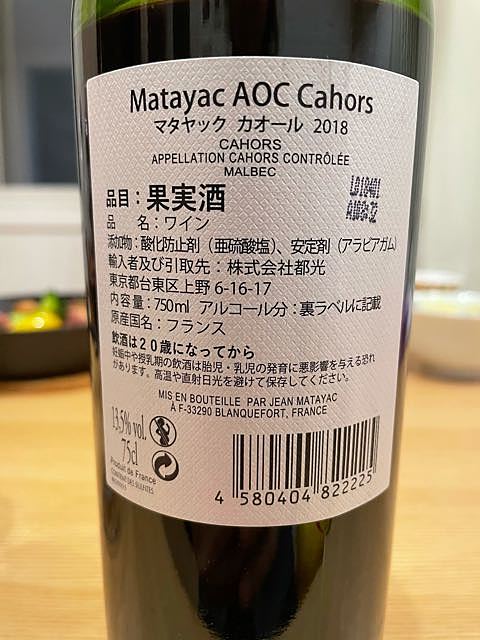 Matayac AOC Cahors
マタヤック カオール 2018
CAHORS
APPELLATION CAHORS CONTRÔLÉE
MALBEC
品目：果実酒
品 名：ワイン
添加物：酸化防止剤（亜硫酸塩）、安定剤（アラビアガム）
輸入者及び引取先：株式会社都光
東京都台東区上野 6-16-17
内容量：750ml アルコール分：裏ラベルに記載
原産国名：フランス
飲酒は20歳になってから
妊娠中や授乳期の飲酒は胎児・乳児の発育に悪影響を与える恐れ
があります。高温や直射日光を避けて保存してください。
MIS EN BOUTEILLE PAR JEAN MATAYAC
À F-33290 BLANQUEFORT, FRANCE
13.5% vol.
75cl
Produit de France
CONTIENT DES SULFITES
4 580404 822225